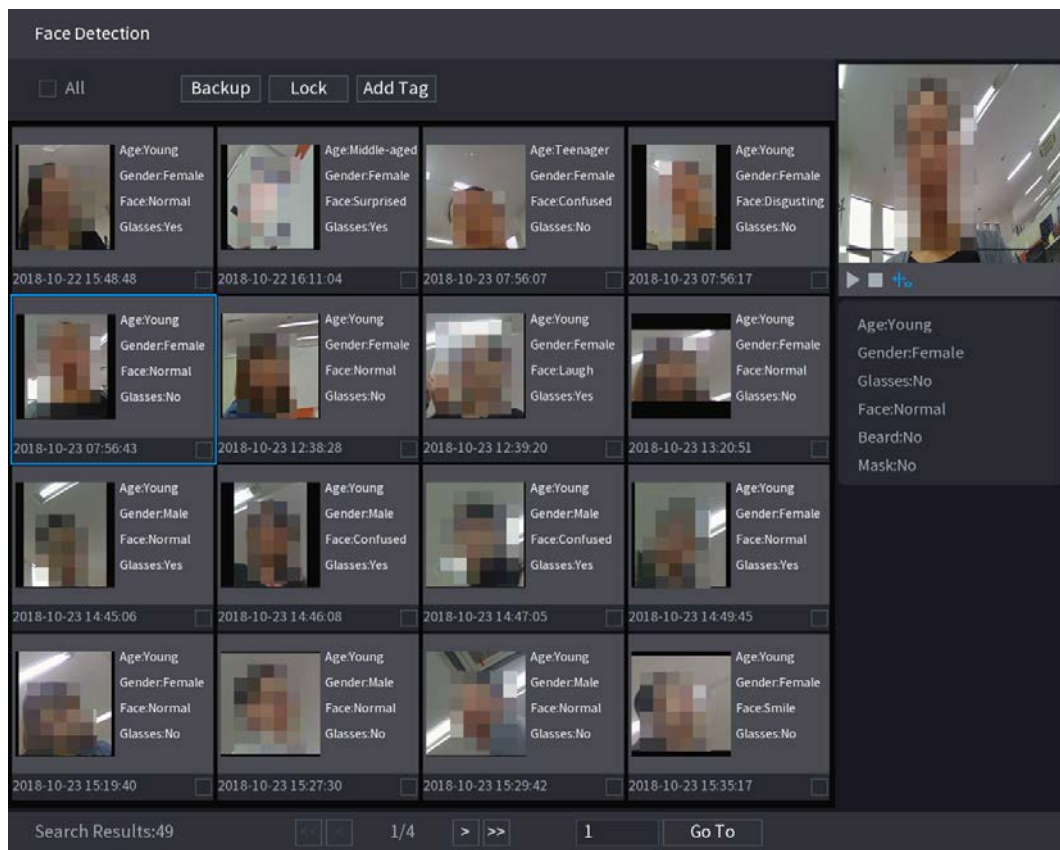 Face Detection
All
Backup
Lock
Add Tag
Age:Young
Gender:Female
Face:Normal
Glasses:Yes
2018-10-22 15:48:48
Age:Middle-aged
Gender:Female
Face:Surprised
Glasses:Yes
2018-10-22 16:11:04
Age:Teenager
Gender:Female
Face:Confused
Glasses:No
2018-10-23 07:56:07
Age:Young
Gender:Female
Face:Disgusting
Glasses:No
2018-10-23 07:56:17
Age:Young
Gender:Female
Face:Normal
Glasses:No
2018-10-23 07:56:43
Age:Young
Gender:Female
Face:Normal
Glasses:No
2018-10-23 12:38:28
Age:Young
Gender:Female
Face:Laugh
Glasses:Yes
2018-10-23 12:39:20
Age:Young
Gender:Female
Face:Normal
Glasses:No
2018-10-23 13:20:51
Age:Young
Gender:Male
Face:Normal
Glasses:Yes
2018-10-23 14:45:06
Age:Young
Gender:Male
Face:Confused
Glasses:Yes
2018-10-23 14:46:08
Age:Young
Gender:Male
Face:Confused
Glasses:Yes
2018-10-23 14:47:05
Age:Young
Gender:Female
Face:Normal
Glasses:Yes
2018-10-23 14:49:45
Age:Young
Gender:Female
Face:Normal
Glasses:No
2018-10-23 15:19:40
Age:Young
Gender:Male
Face:Normal
Glasses:No
2018-10-23 15:27:30
Age:Young
Gender:Male
Face:Normal
Glasses:No
2018-10-23 15:29:42
Age:Young
Gender:Female
Face:Smile
Glasses:No
2018-10-23 15:35:17
Age:Young
Gender:Female
Glasses:No
Face:Normal
Beard:No
Mask:No
Search Results:49
<< < 1/4 > >> 1 Go To